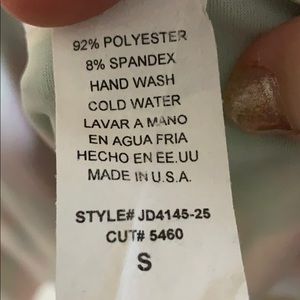 92% POLYESTER
8% SPANDEX
HAND WASH
COLD WATER
LAVAR A MANO
EN AGUA FRIA
HECHO EN EE.UU
MADE IN U.S.A.
STYLE# JD4145-25
CUT# 5460
S